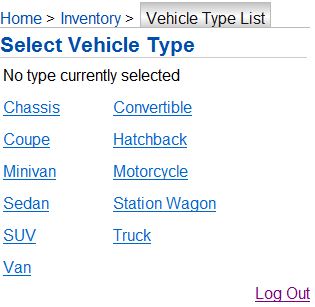 Home > Inventory > Vehicle Type List
Select Vehicle Type
No type currently selected
Chassis Convertible
Coupe Hatchback
Minivan Motorcycle
Sedan Station Wagon
SUV Truck
Van
Log Out